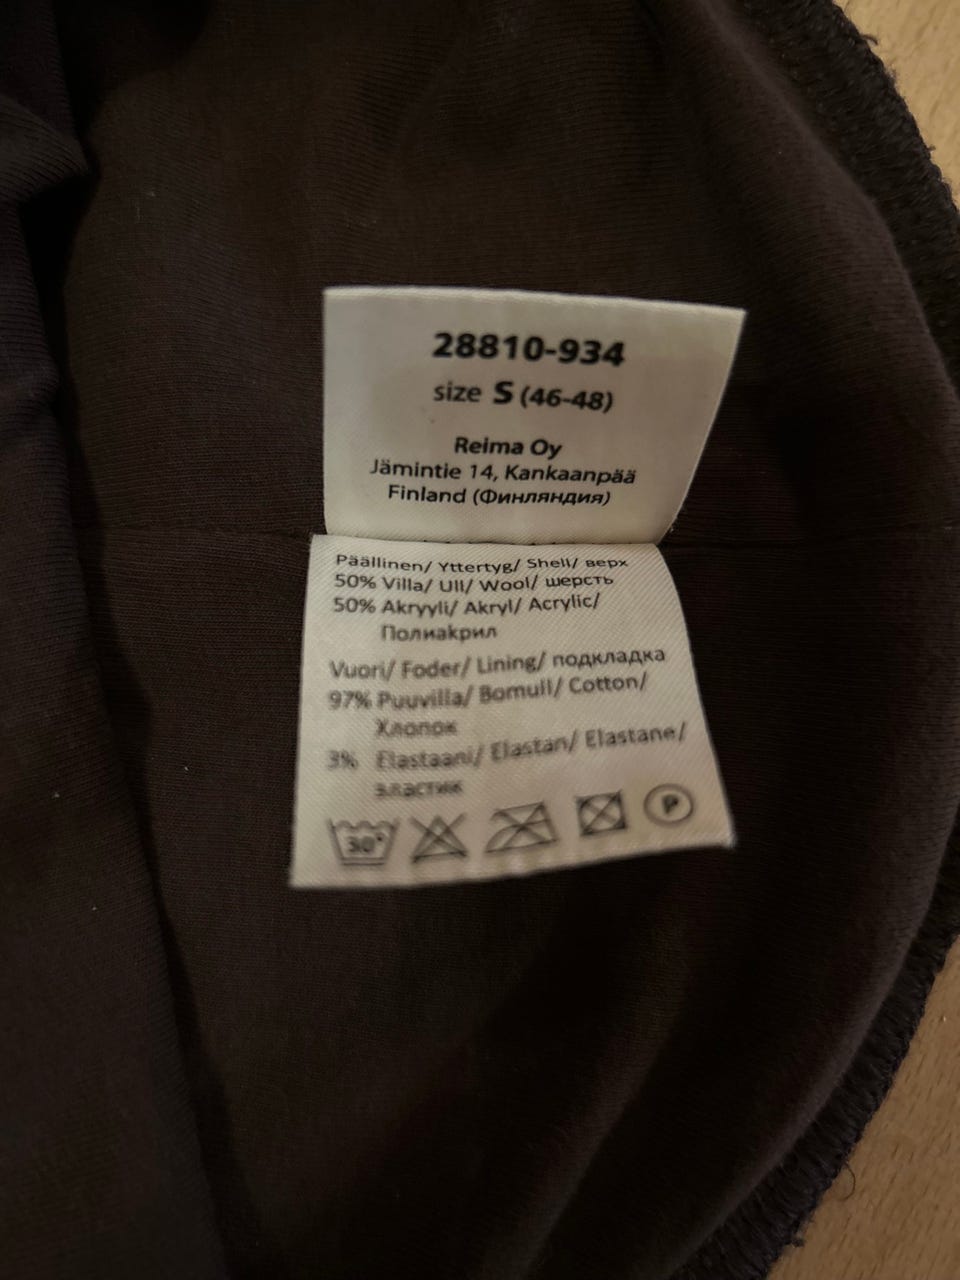 28810-934
size S (46-48)
Reima Oy
Jämintie 14, Kankaanpää
Finland (Финляндия)
Päällinen/ Yttertyg/ Shell/ верх
50% Villa/ Ull/ Wool/ шерсть
50% Akryyli/ Akryl/ Acrylic/
Полиакрил
Vuori/ Foder/ Lining/ подкладка
97% Puuvilla/ Bomull/ Cotton/
Хлопок
3% Elastaani/ Elastan/ Elastane/
эластик
30° P